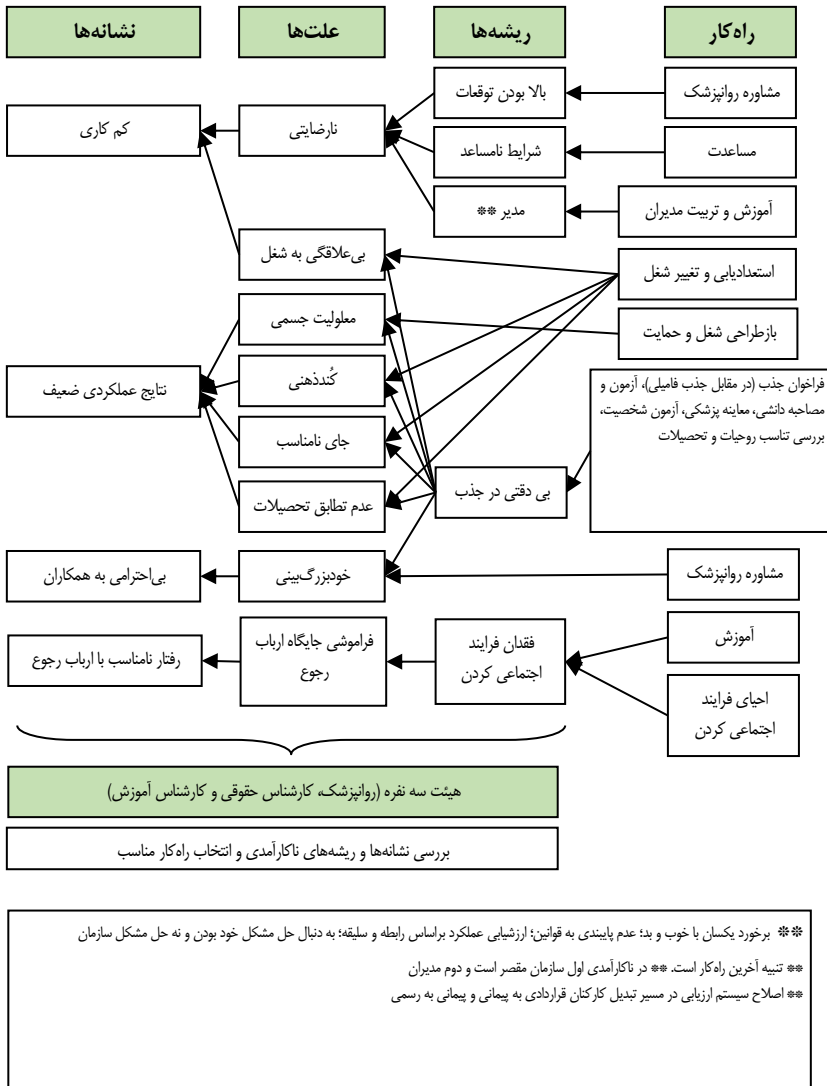 راه‌کار
ریشه‌ها
علت‌ها
نشانه‌ها
مشاوره روانپزشک
بالا بودن توقعات
نارضایتی
کم کاری
مساعدت
شرایط نامساعد
آموزش و تربیت مدیران
مدیر **
استعدادیابی و تغییر شغل
بی‌علاقگی به شغل
بازطراحی شغل و حمایت
معلولیت جسمی
فراخوان جذب (در مقابل جذب فامیلی)، آزمون و
مصاحبه دانشی، معاینه پزشکی، آزمون شخصیت،
بررسی تناسب روحیات و تحصیلات
کُندذهنی
نتایج عملکردی ضعیف
جای نامناسب
بی دقتی در جذب
عدم تطابق تحصیلات
مشاوره روانپزشک
خودبزرگ‌بینی
بی‌احترامی به همکاران
آموزش
فقدان فرایند
اجتماعی کردن
فراموشی جایگاه ارباب
رجوع
رفتار نامناسب با ارباب رجوع
احیای فرایند
اجتماعی کردن
هیئت سه نفره (روانپزشک، کارشناس حقوقی و کارشناس آموزش)
بررسی نشانه‌ها و ریشه‌های ناکارآمدی و انتخاب راه‌کار مناسب
** برخورد یکسان با خوب و بد؛ عدم پایبندی به قوانین؛ ارزشیابی عملکرد براساس رابطه و سلیقه؛ به دنبال حل مشکل خود بودن و نه حل مشکل سازمان
** تنبیه آخرین راه‌کار است. ** در ناکارآمدی اول سازمان مقصر است و دوم مدیران
** اصلاح سیستم ارزیابی در مسیر تبدیل کارکنان قراردادی به پیمانی و پیمانی به رسمی